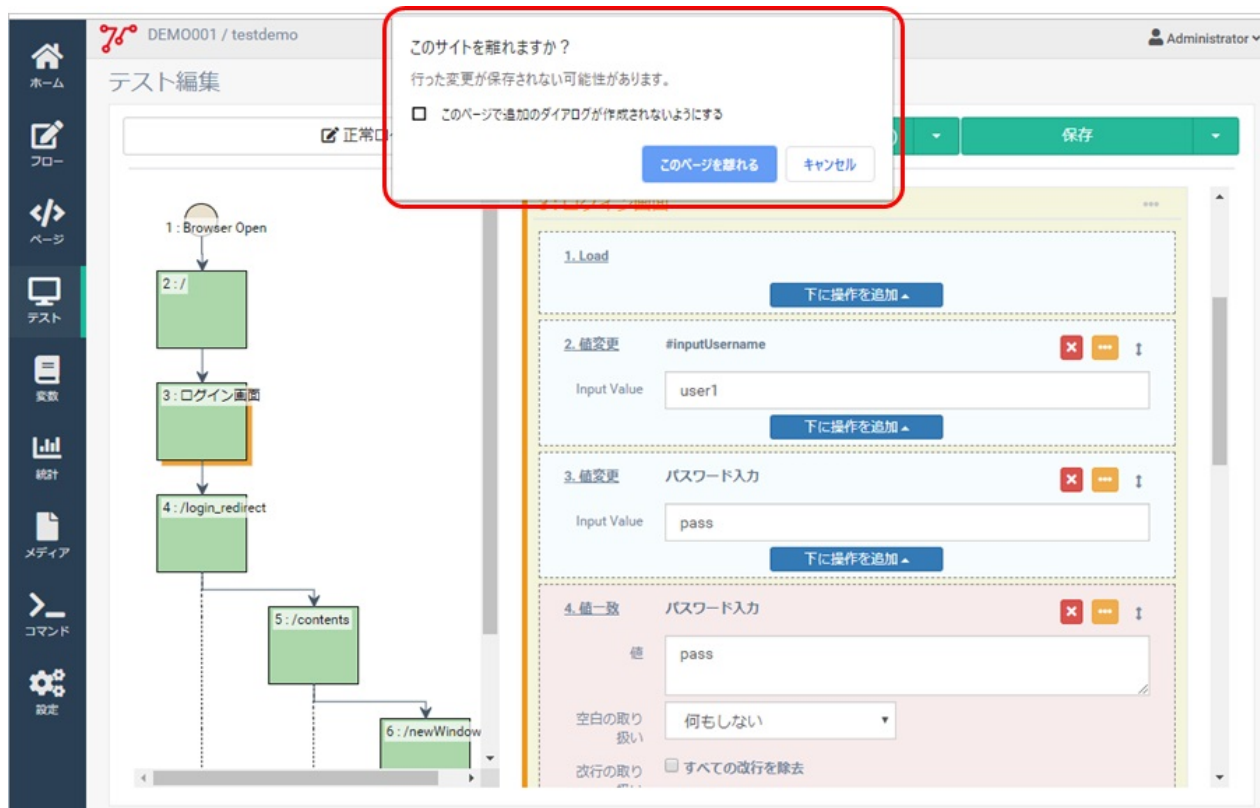 DEMO001 / testdemo
Administrator
テスト編集
このサイトを離れますか？
行った変更が保存されない可能性があります。
このページで追加のダイアログが作成されないようにする
このページを離れる
キャンセル
正常ロ
保存
ホーム
フロー
ページ
テスト
変数
統計
メディア
コマンド
設定
1 : Browser Open
2 : /
3 : ログイン画面
4 : /login_redirect
5 : /contents
6 : /newWindow
1. Load
下に操作を追加
2. 値変更 #inputUsername
Input Value user1
下に操作を追加
3. 値変更 パスワード入力
Input Value pass
下に操作を追加
4. 値一致 パスワード入力
値 pass
空白の取り
扱い
何もしない
改行の取り
すべての改行を除去